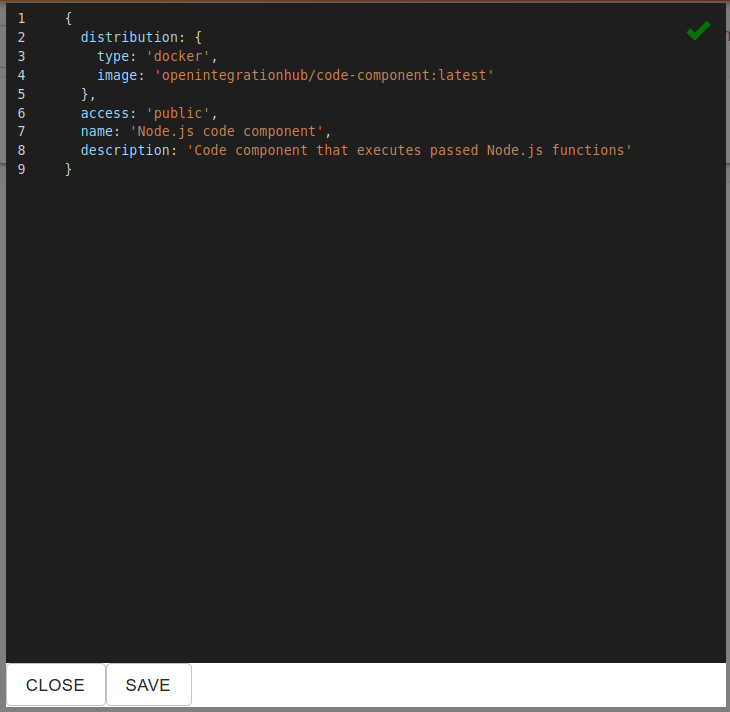 1 {
2 distribution: {
3 type: 'docker',
4 image: 'openintegrationhub/code-component:latest'
5 },
6 access: 'public',
7 name: 'Node.js code component',
8 description: 'Code component that executes passed Node.js functions'
9 }
CLOSE SAVE